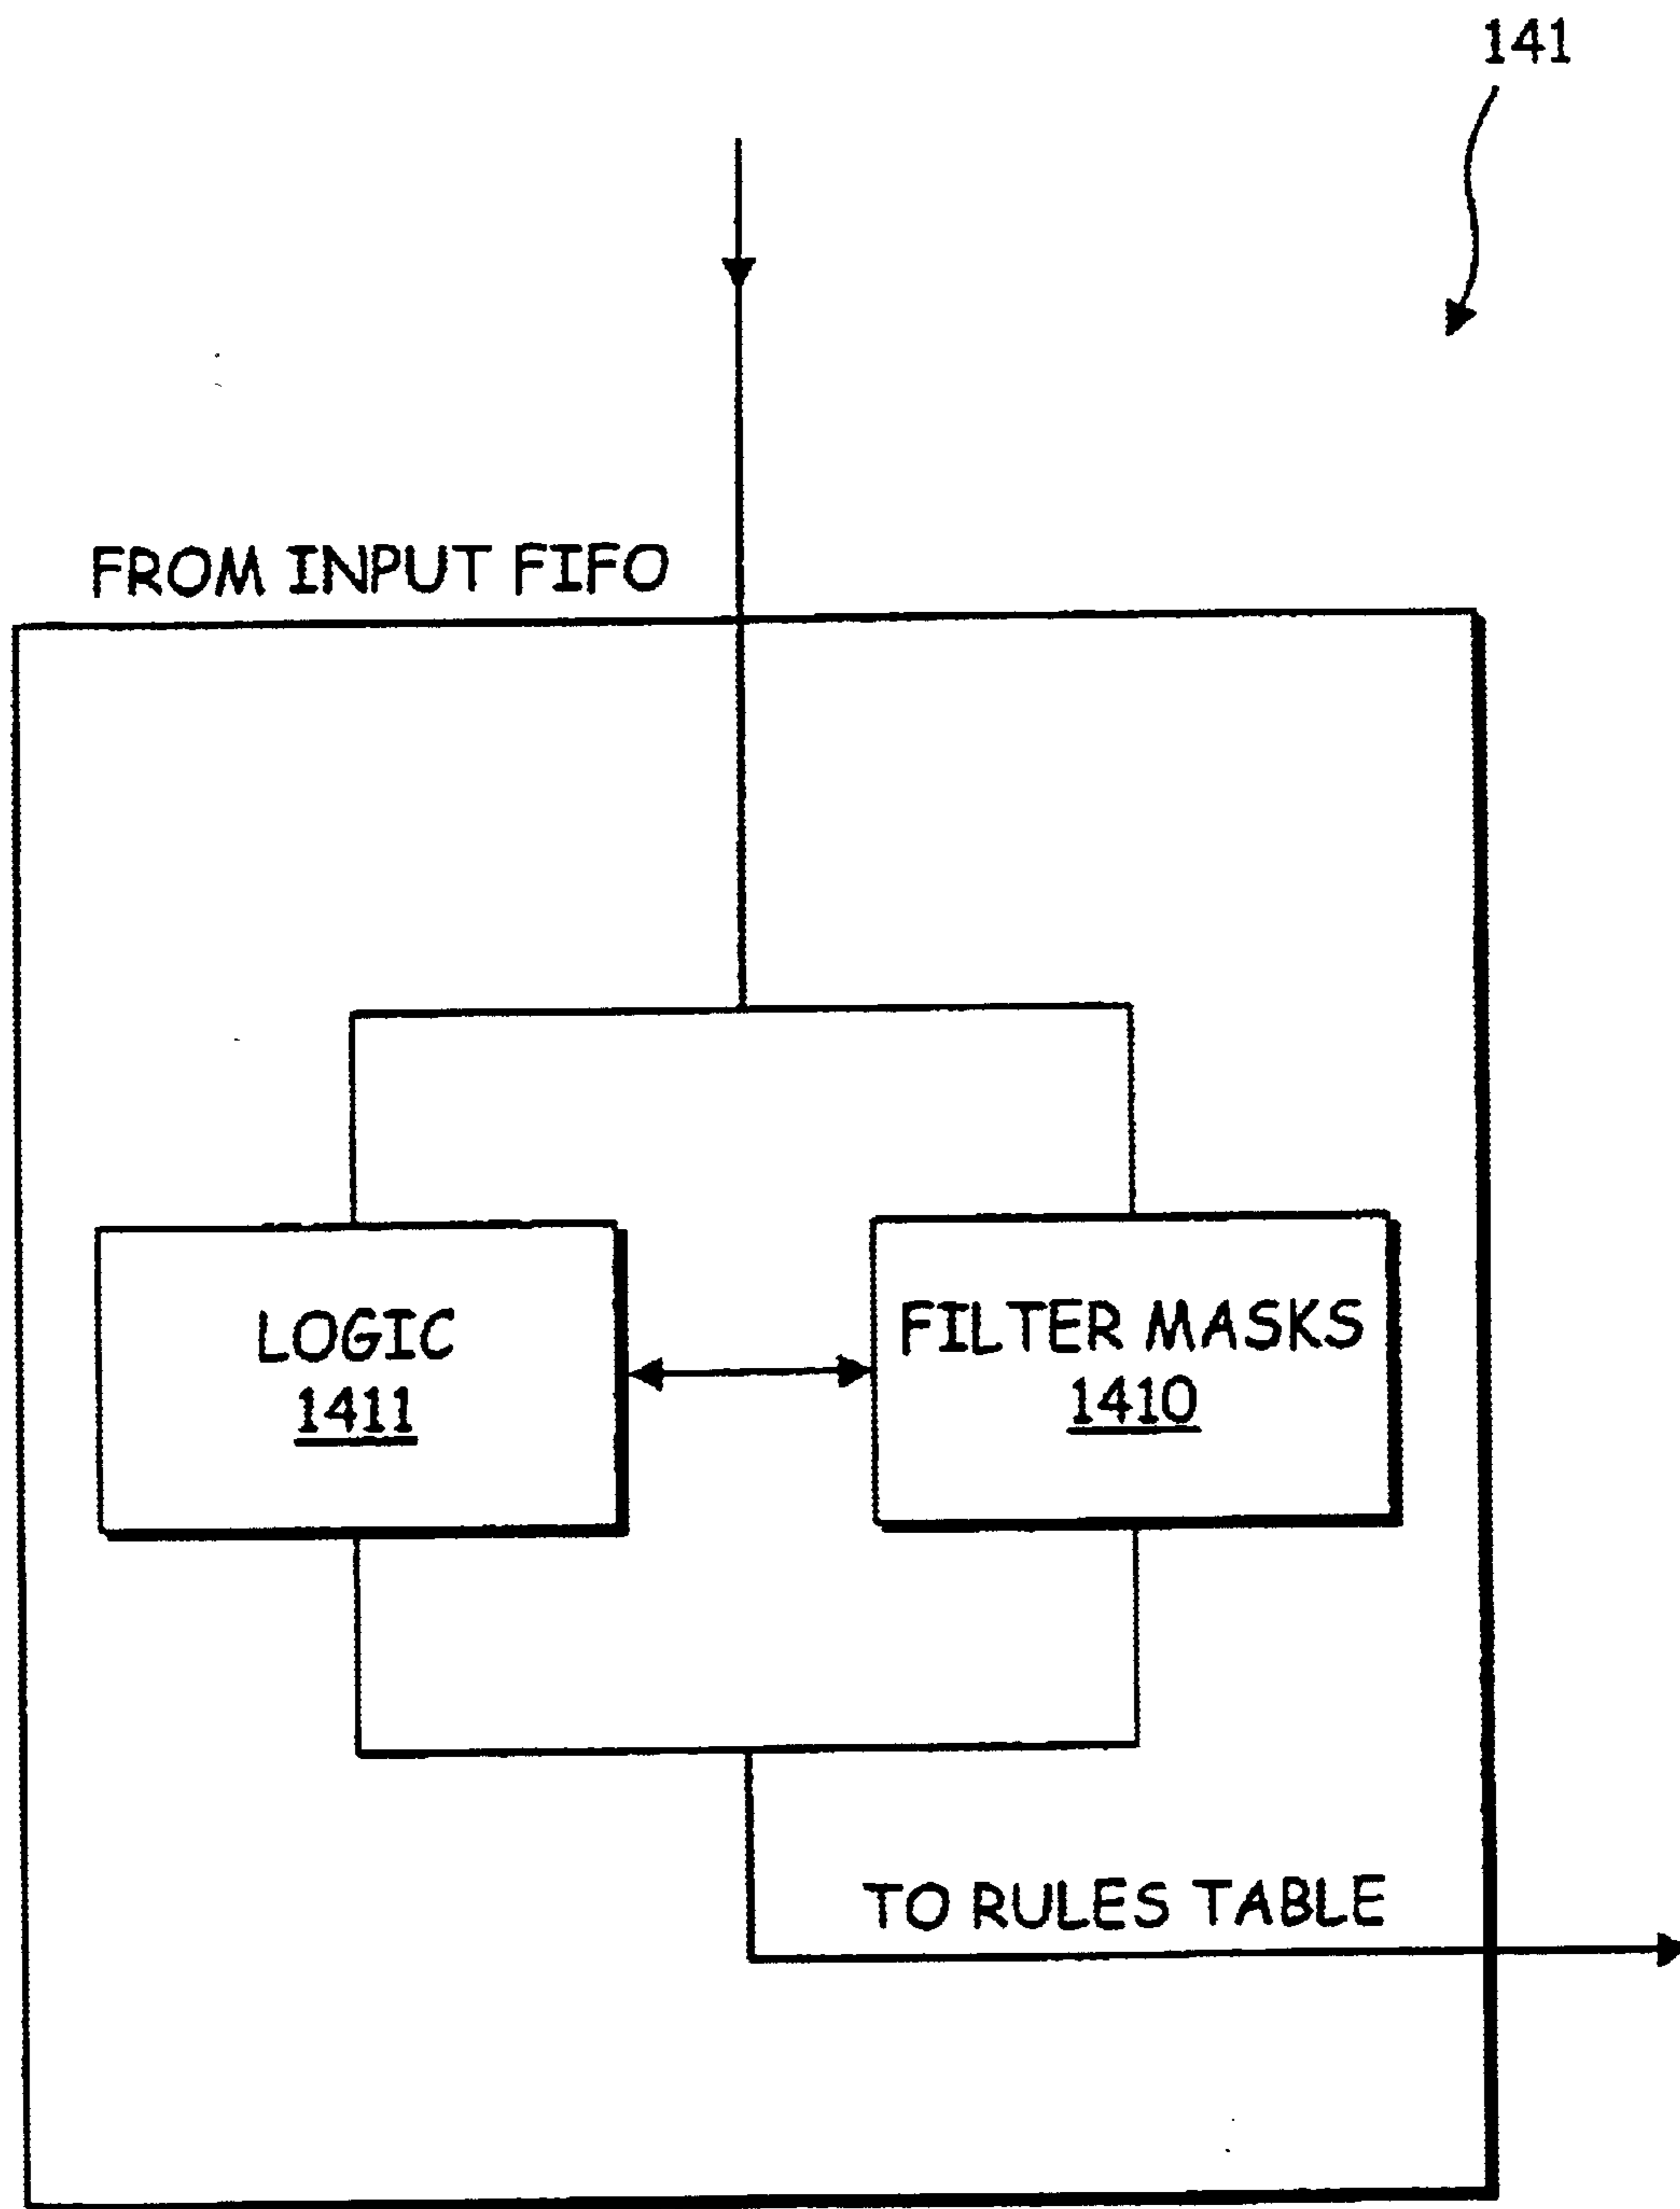 141
FROM INPUT FIFO
LOGIC
1411
FILTER MASKS
1410
TO RULES TABLE